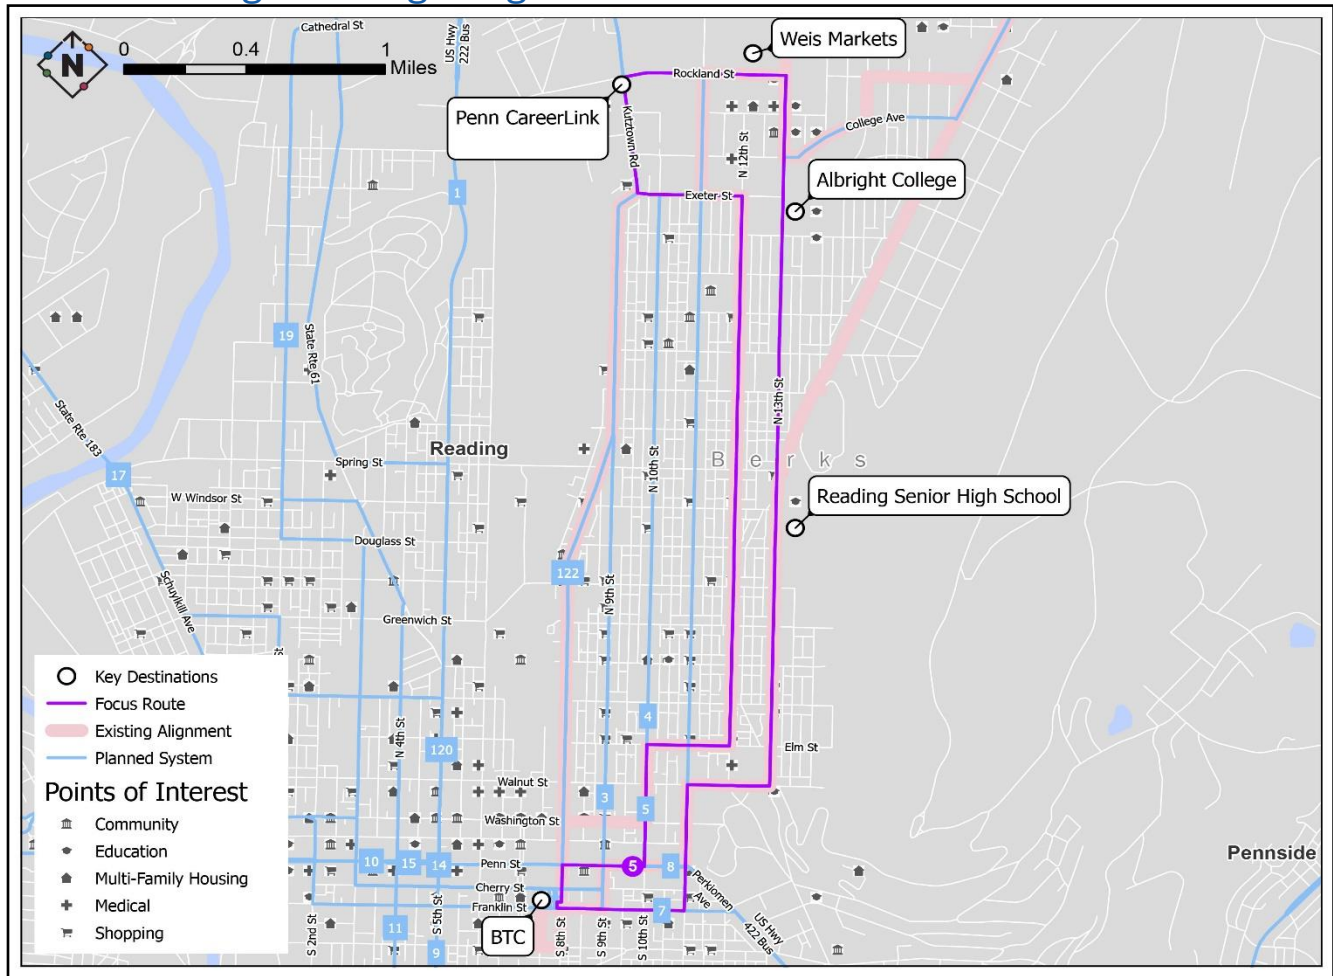 Cathedral St
US Hwy
222 Bus
N
0 0.4 1
Miles
Weis Markets
Rockland St
Penn CareerLink
Kutztown Rd
N 12th St
College Ave
Albright College
Exeter St
1
19
State Rte 61
State Rte 183
N 13th St
Reading
Berks
Spring St
N 10th St
17
W Windsor St
Reading Senior High School
Douglass St
122
Schuylkill Ave
N 9th St
Greenwich St
St
Key Destinations
Focus Route
Existing Alignment
Planned System
Points of Interest
Community
Education
Multi-Family Housing
Medical
Shopping
4
N 4th St
120
Elm St
Walnut St
3
5
Washington St
10
15
14
Penn St
5
8
Perkiomen Ave
Pennside
Cherry St
Franklin St
7
US Hwy
422 Bus
BTC
S 2nd St
11
S 5th St
9
S 8th St
S 9th St
S 10th St